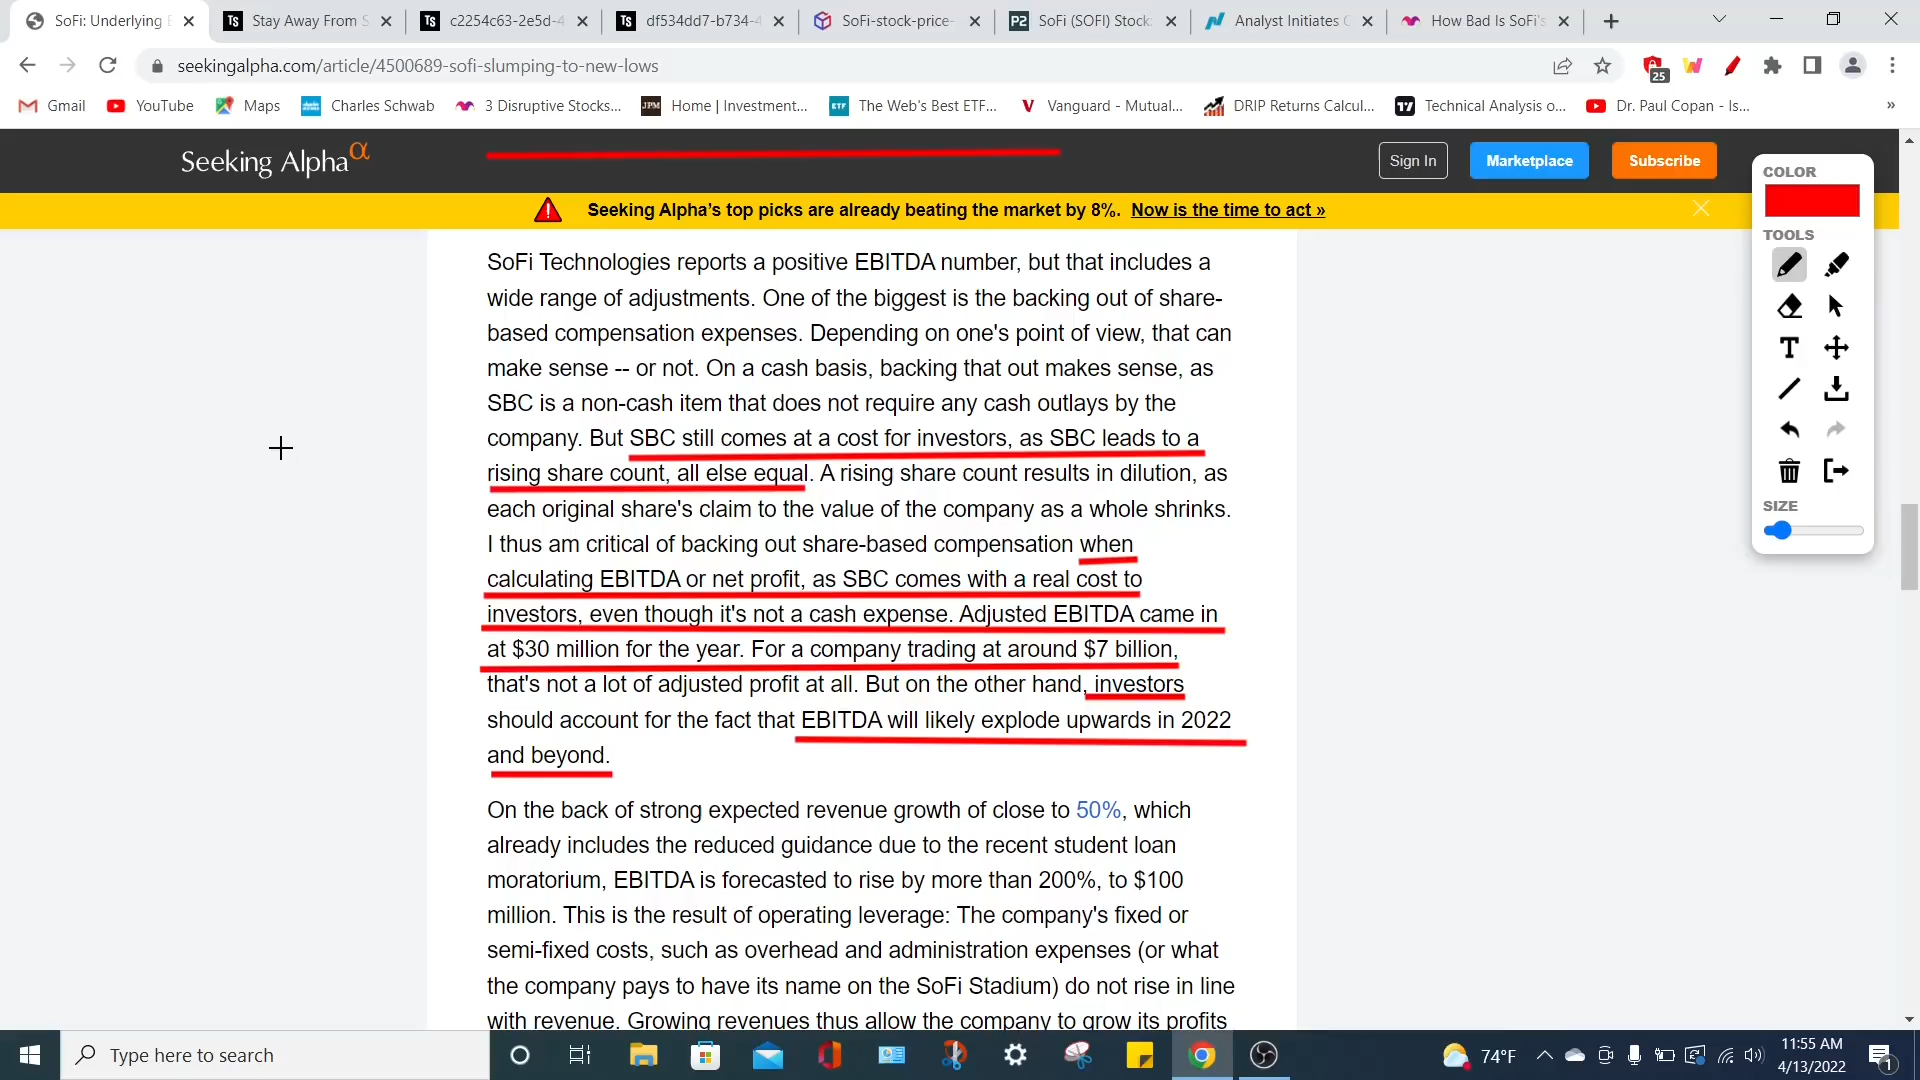 SoFi: Underlying
Stay Away From S
c2254c63-2e5d-4
df534dd7-b734-4
SoFi-stock-price-
SoFi (SOFI) Stock
Analyst Initiates C
How Bad Is SoFi's
seekingalpha.com/article/4500689-sofi-slumping-to-new-lows
25
Gmail
YouTube
Maps
Charles Schwab
3 Disruptive Stocks...
Home | Investment...
The Web's Best ETF...
Vanguard - Mutual...
DRIP Returns Calcul...
Technical Analysis o...
Dr. Paul Copan - Is...
»
Seeking Alphaα
Sign In
Marketplace
Subscribe
Seeking Alpha's top picks are already beating the market by 8%. Now is the time to act »
COLOR
TOOLS
SIZE
SoFi Technologies reports a positive EBITDA number, but that includes a
wide range of adjustments. One of the biggest is the backing out of share-
based compensation expenses. Depending on one's point of view, that can
make sense -- or not. On a cash basis, backing that out makes sense, as
SBC is a non-cash item that does not require any cash outlays by the
company. But SBC still comes at a cost for investors, as SBC leads to a
rising share count, all else equal. A rising share count results in dilution, as
each original share's claim to the value of the company as a whole shrinks.
I thus am critical of backing out share-based compensation when
calculating EBITDA or net profit, as SBC comes with a real cost to
investors, even though it's not a cash expense. Adjusted EBITDA came in
at $30 million for the year. For a company trading at around $7 billion,
that's not a lot of adjusted profit at all. But on the other hand, investors
should account for the fact that EBITDA will likely explode upwards in 2022
and beyond.
On the back of strong expected revenue growth of close to 50%, which
already includes the reduced guidance due to the recent student loan
moratorium, EBITDA is forecasted to rise by more than 200%, to $100
million. This is the result of operating leverage: The company's fixed or
semi-fixed costs, such as overhead and administration expenses (or what
the company pays to have its name on the SoFi Stadium) do not rise in line
with revenue. Growing revenues thus allow the company to grow its profits
Type here to search
74°F
11:55 AM
4/13/2022
1